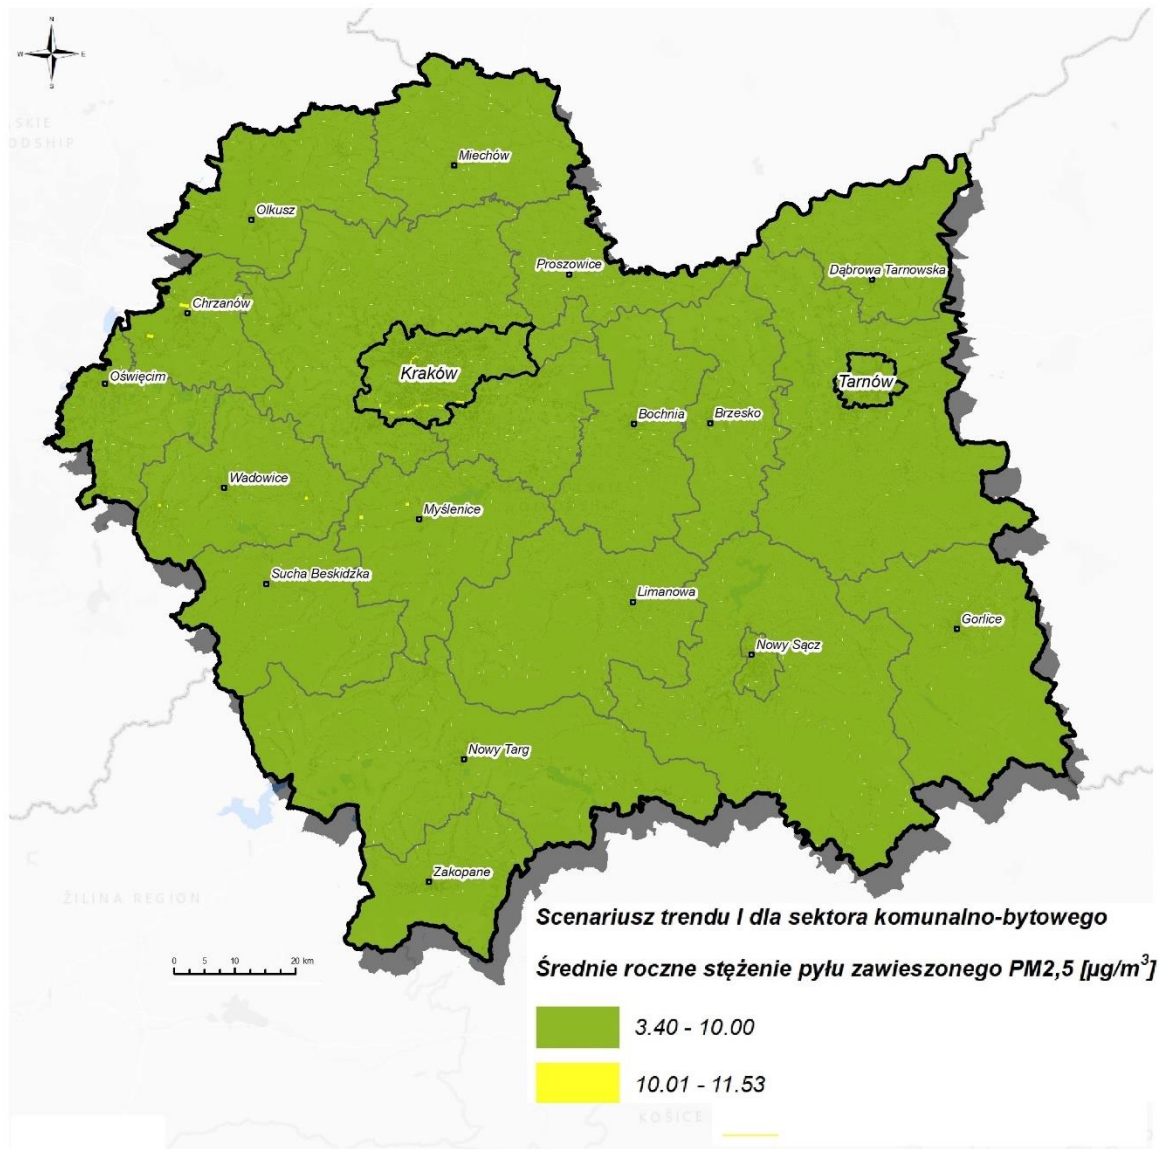 N
W E
S
SKIE
ODSHIP
Miechów
Olkusz
Proszowice
Dąbrowa Tarnowska
Chrzanów
Kraków
Tarnów
Oświęcim
Bochnia
Brzesko
Wadowice
Myślenice
Sucha Beskidzka
Limanowa
Gorlice
Nowy Sącz
Nowy Targ
Zakopane
ŽILINA REGION
Scenariusz trendu I dla sektora komunalno-bytowego
0 5 10 20 km
Średnie roczne stężenie pyłu zawieszonego PM2,5 [µg/m³]
3.40 - 10.00
10.01 - 11.53
KOŠICE